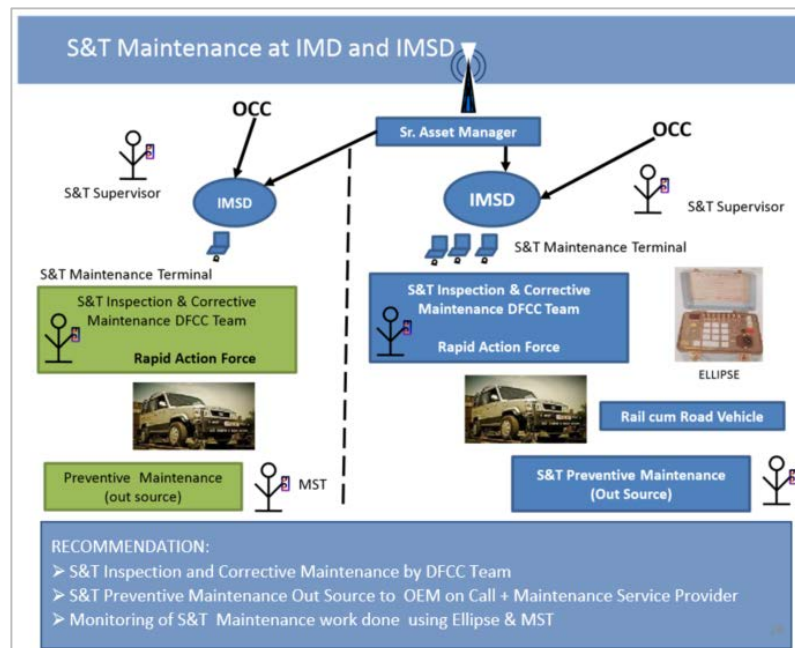 S&T Maintenance at IMD and IMSD
OCC
Sr. Asset Manager
OCC
S&T Supervisor
IMSD
IMSD
S&T Supervisor
S&T Maintenance Terminal
S&T Maintenance Terminal
S&T Inspection & Corrective
Maintenance DFCC Team
Rapid Action Force
S&T Inspection & Corrective
Maintenance DFCC Team
Rapid Action Force
ELLIPSE
Rail cum Road Vehicle
Preventive Maintenance
(out source)
MST
S&T Preventive Maintenance
(Out Source)
RECOMMENDATION:
➢ S&T Inspection and Corrective Maintenance by DFCC Team
➢ S&T Preventive Maintenance Out Source to OEM on Call + Maintenance Service Provider
➢ Monitoring of S&T Maintenance work done using Ellipse & MST